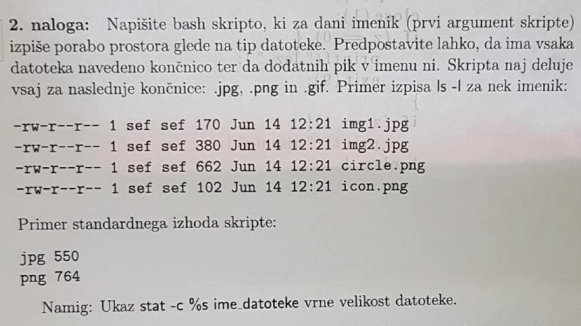 2. naloga: Napišite bash skripto, ki za dani imenik (prvi argument skripte)
izpiše porabo prostora glede na tip datoteke. Predpostavite lahko, da ima vsaka
datoteka navedeno končnico ter da dodatnih pik v imenu ni. Skripta naj deluje
vsaj za naslednje končnice: .jpg, .png in .gif. Primer izpisa ls -l za nek imenik:
-rw-r--r-- 1 sef sef 170 Jun 14 12:21 img1.jpg
-rw-r--r-- 1 sef sef 380 Jun 14 12:21 img2.jpg
-rw-r--r-- 1 sef sef 662 Jun 14 12:21 circle.png
-rw-r--r-- 1 sef sef 102 Jun 14 12:21 icon.png
Primer standardnega izhoda skripte:
jpg 550
png 764
Namig: Ukaz stat -c %s ime_datoteke vrne velikost datoteke.